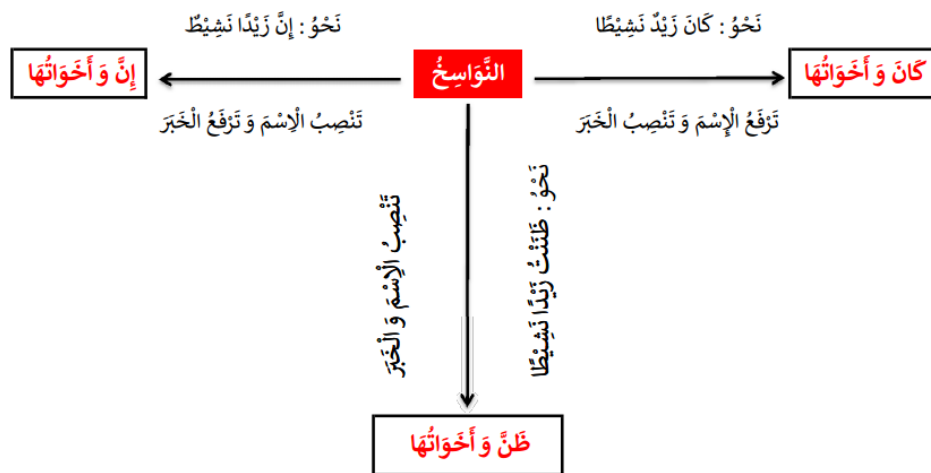 نَحْوُ : كَانَ زَيْدٌ نَشِيْطًا
نَحْوُ : إِنَّ زَيْدًا نَشِيْطٌ
كَانَ وَ أَخَوَاتُهَا
النَّوَاسِخُ
إِنَّ وَ أَخَوَاتُهَا
تَرْفَعُ الْإِسْمَ وَ تَنْصِبُ الْخَبَرَ
تَنْصِبُ الْاِسْمَ وَ تَرْفَعُ الْخَبَرَ
نَحْوُ : ظَنَنْتُ زَيْدًا نَشِيْطًا
تَنْصِبُ الْاِسْمَ وَ الْخَبَرَ
ظَنَّ وَ أَخَوَاتُهَا